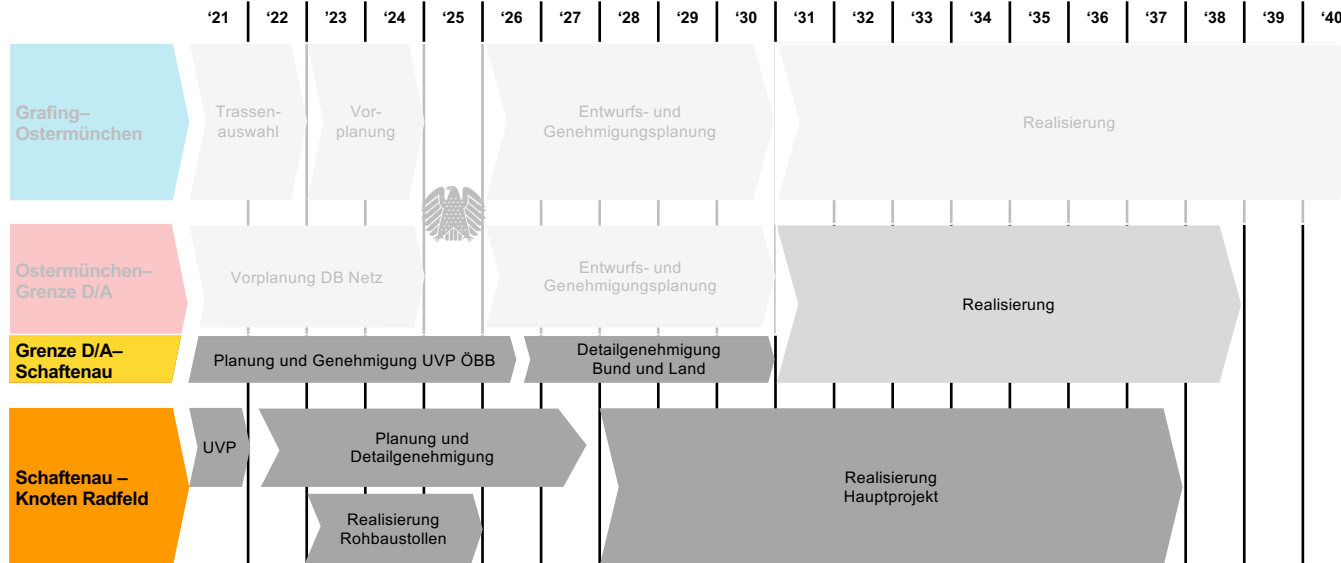 ‘21 ‘22 ’23 ‘24 ‘25 ‘26 ‘27 ‘28 ‘29 ‘30 ‘31 ‘32 ‘33 ‘34 ‘35 ‘36 ‘37 ‘38 ‘39 ‘40
Grafing–
Ostermünchen
Trassen-
auswahl
Vor-
planung
Entwurfs- und
Genehmigungsplanung
Realisierung
Ostermünchen–
Grenze D/A
Vorplanung DB Netz
Entwurfs- und
Genehmigungsplanung
Realisierung
Grenze D/A–
Schaftenau
Planung und Genehmigung UVP ÖBB
Detailgenehmigung
Bund und Land
Schaftenau –
Knoten Radfeld
UVP
Planung und
Detailgenehmigung
Realisierung
Rohbaustollen
Realisierung
Hauptprojekt